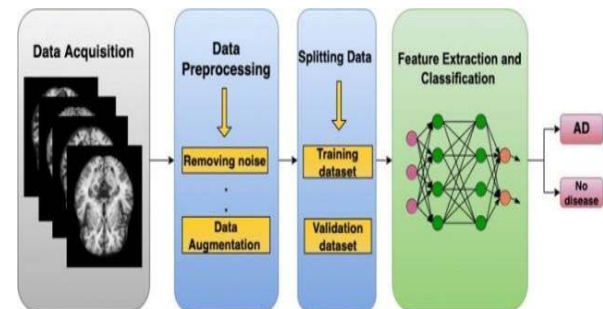 Data Acquisition
Data
Preprocessing
Removing noise
.
.
Data
Augmentation
Splitting Data
Training
dataset
Validation
dataset
Feature Extraction and
Classification
AD
No
disease